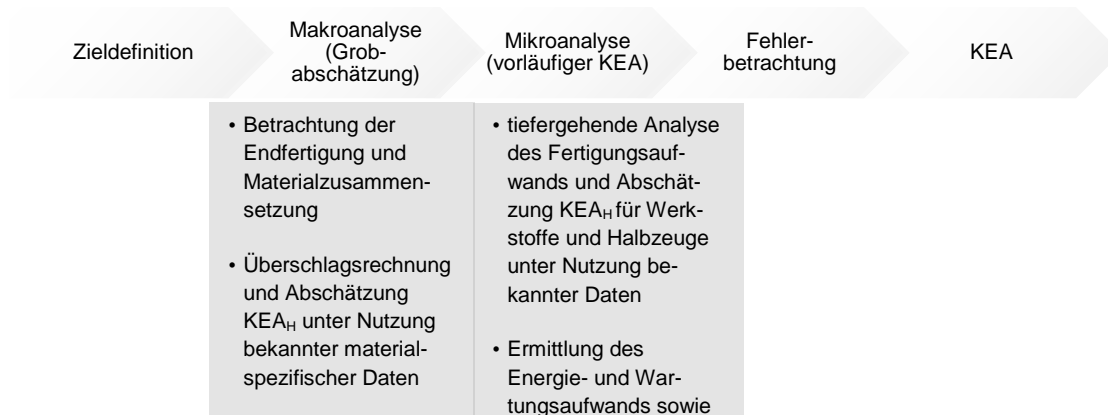 Zieldefinition
Makroanalyse
(Grob-
abschätzung)
Mikroanalyse
(vorläufiger KEA)
Fehler-
betrachtung
KEA
• Betrachtung der
Endfertigung und
Materialzusammen-
setzung
• Überschlagsrechnung
und Abschätzung
KEAH unter Nutzung
bekannter material-
spezifischer Daten
• tiefergehende Analyse
des Fertigungsauf-
wands und Abschät-
zung KEAH für Werk-
stoffe und Halbzeuge
unter Nutzung be-
kannter Daten
• Ermittlung des
Energie- und War-
tungsaufwands sowie